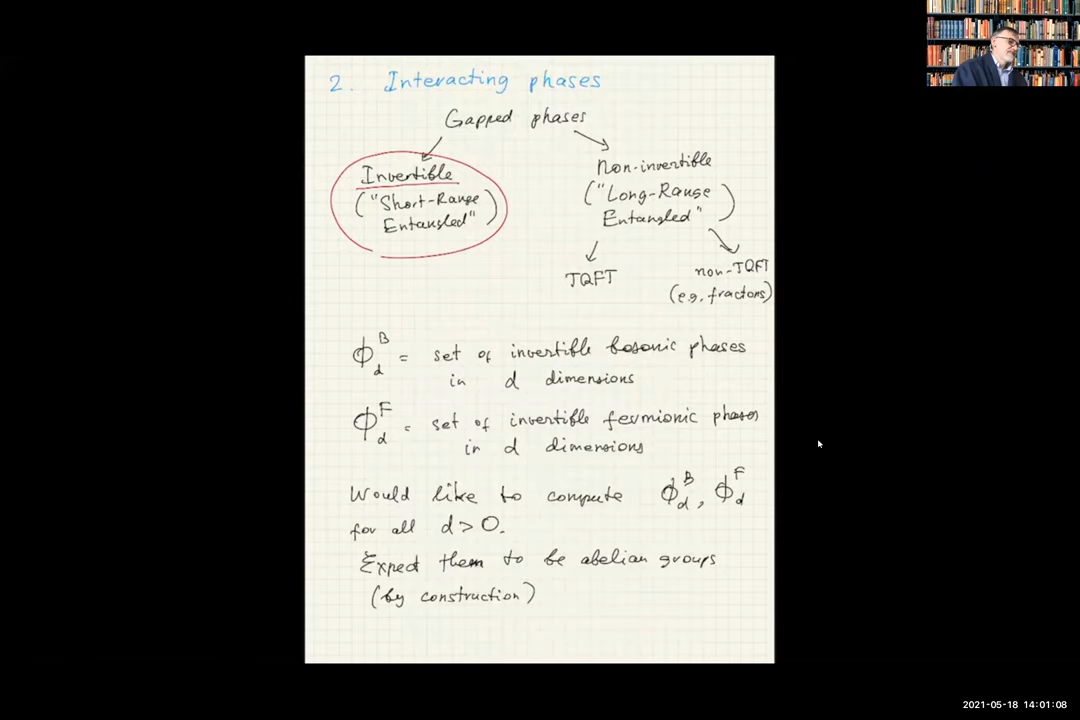 2. Interacting phases
Gapped phases
Invertible
("Short-Range
Entangled")
Non-invertible
("Long-Range
Entangled")
TQFT
non-TQFT
(e.g. fractons)
ϕ_d^B = set of invertible bosonic phases
in d dimensions
ϕ_d^F = set of invertible fermionic phases
in d dimensions
Would like to compute ϕ_d^B, ϕ_d^F
for all d > 0.
Expect them to be abelian groups
(by construction)
2021-05-18 14:01:08